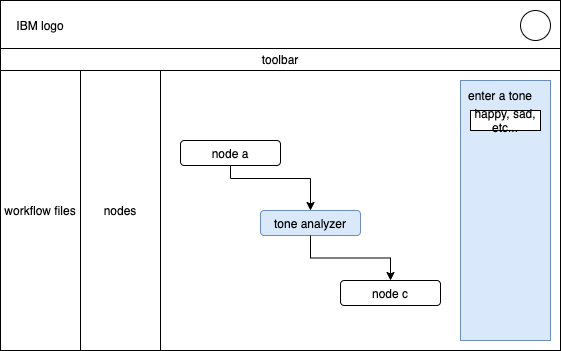 IBM logo
toolbar
workflow files
nodes
node a
tone analyzer
node c
enter a tone
happy, sad,
etc...